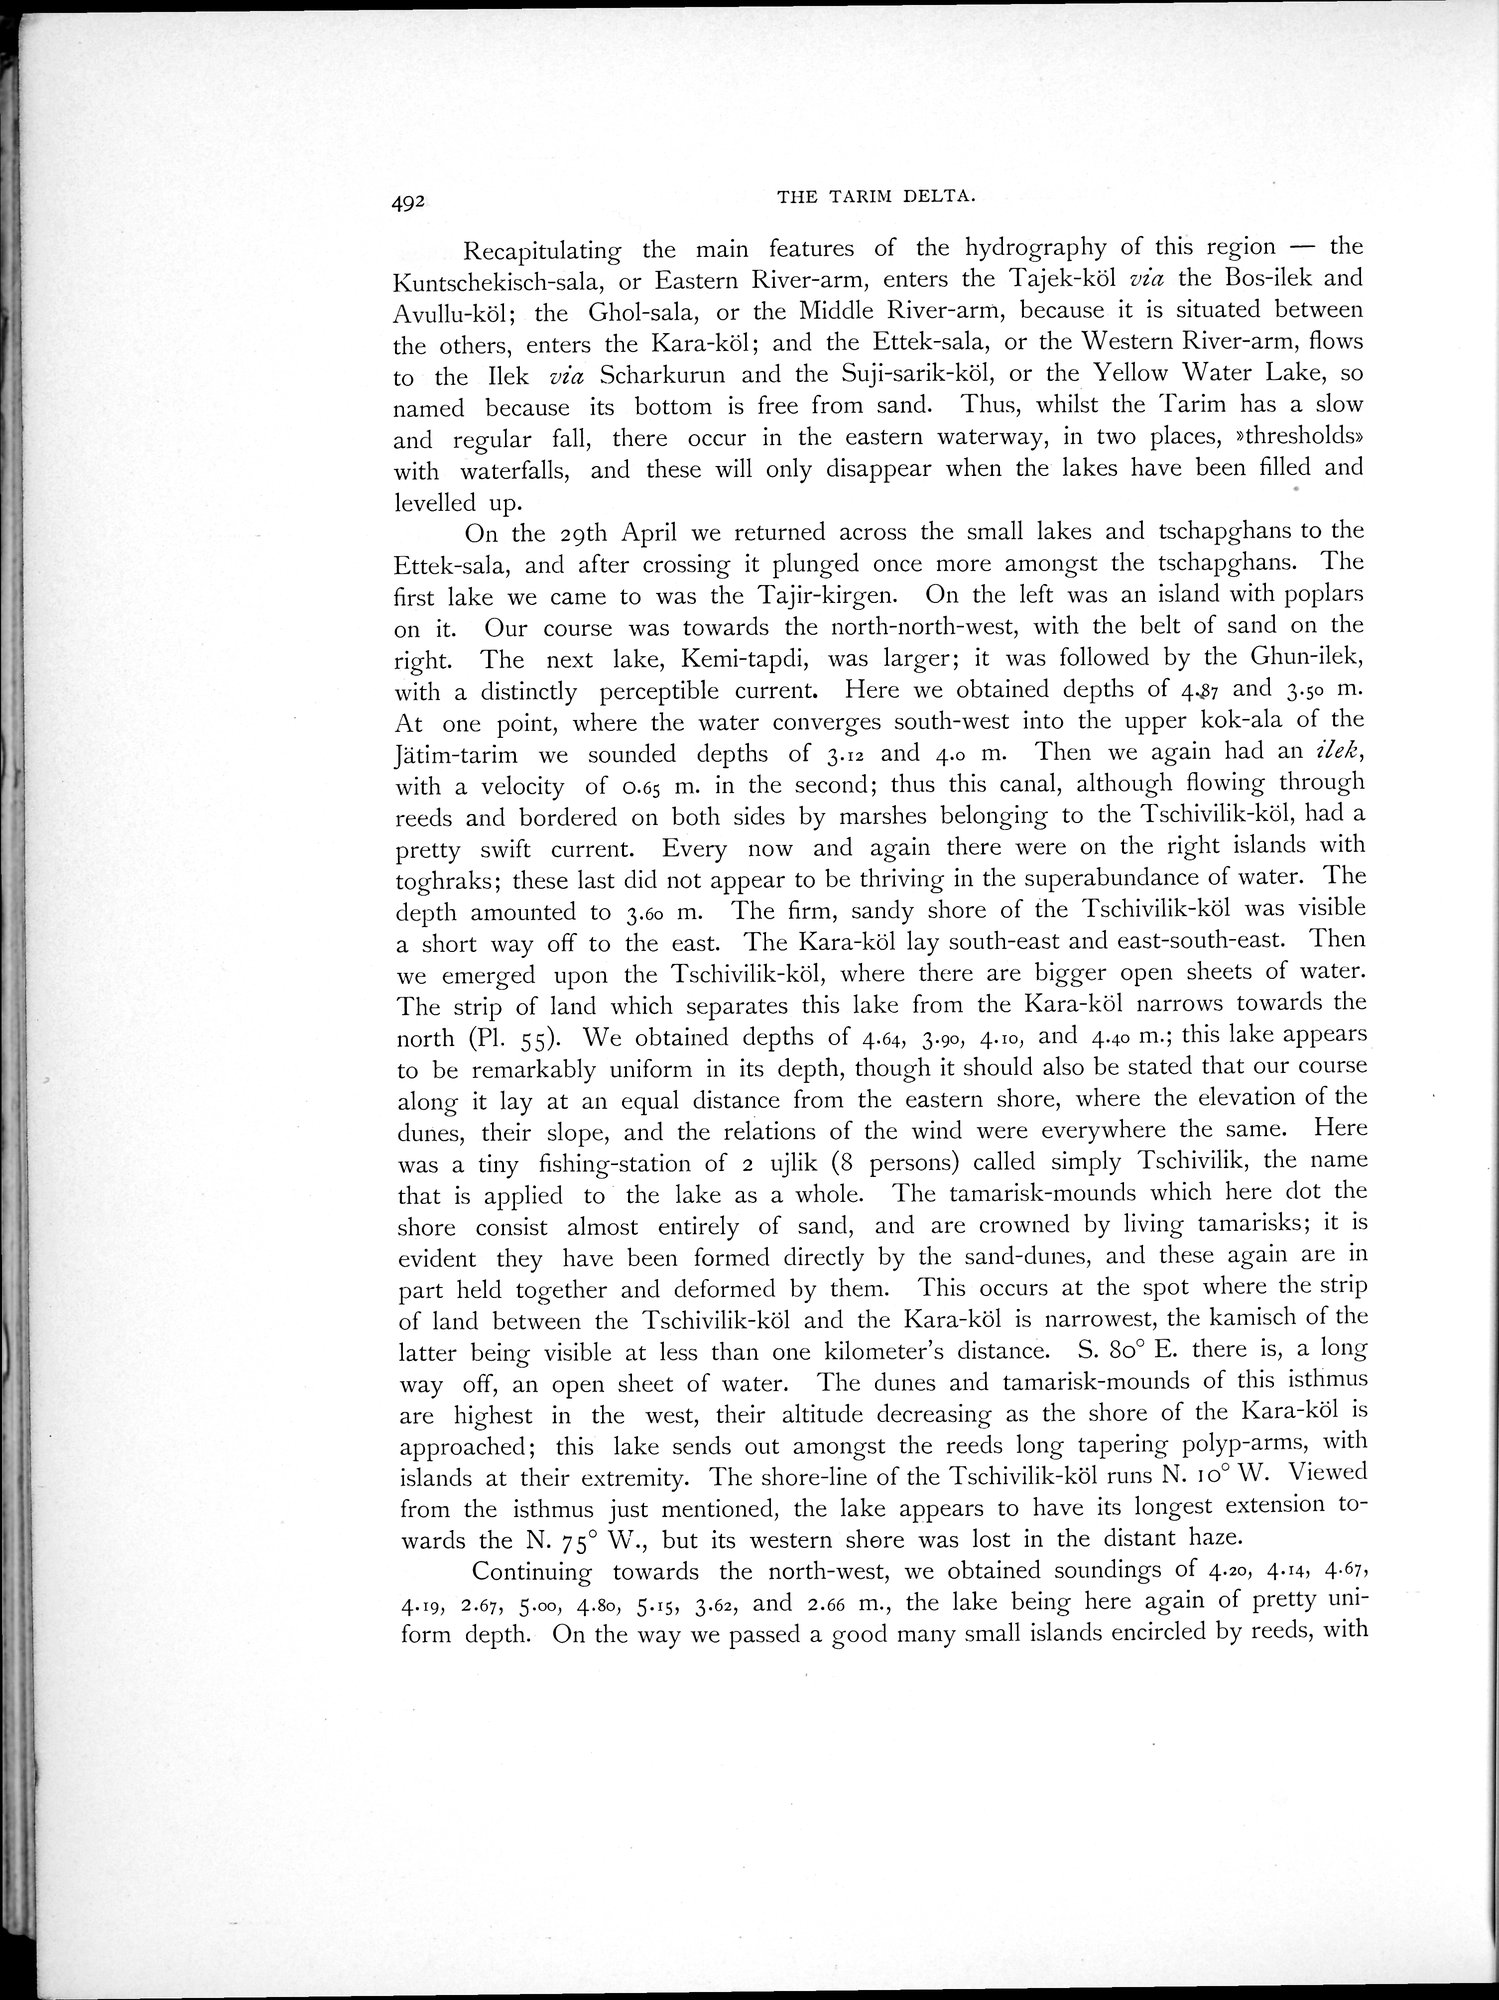 492
THE TARIM DELTA.
Recapitulating the main features of the hydrography of this region — the
Kuntschekisch-sala, or Eastern River-arm, enters the Tajek-köl via the Bos-ilek and
Avullu-köl; the Ghol-sala, or the Middle River-arm, because it is situated between
the others, enters the Kara-köl; and the Ettek-sala, or the Western River-arm, flows
to the Ilek via Scharkurun and the Suji-sarik-köl, or the Yellow Water Lake, so
named because its bottom is free from sand. Thus, whilst the Tarim has a slow
and regular fall, there occur in the eastern waterway, in two places, »thresholds»
with waterfalls, and these will only disappear when the lakes have been filled and
levelled up.
On the 29th April we returned across the small lakes and tschapghans to the
Ettek-sala, and after crossing it plunged once more amongst the tschapghans. The
first lake we came to was the Tajir-kirgen. On the left was an island with poplars
on it. Our course was towards the north-north-west, with the belt of sand on the
right. The next lake, Kemi-tapdi, was larger; it was followed by the Ghun-ilek,
with a distinctly perceptible current. Here we obtained depths of 4.87 and 3.50 m.
At one point, where the water converges south-west into the upper kok-ala of the
Jätim-tarim we sounded depths of 3.12 and 4.0 m. Then we again had an ilek,
with a velocity of 0.65 m. in the second; thus this canal, although flowing through
reeds and bordered on both sides by marshes belonging to the Tschivilik-köl, had a
pretty swift current. Every now and again there were on the right islands with
toghraks; these last did not appear to be thriving in the superabundance of water. The
depth amounted to 3.60 m. The firm, sandy shore of the Tschivilik-köl was visible
a short way off to the east. The Kara-köl lay south-east and east-south-east. Then
we emerged upon the Tschivilik-köl, where there are bigger open sheets of water.
The strip of land which separates this lake from the Kara-köl narrows towards the
north (Pl. 55). We obtained depths of 4.64, 3.90, 4.10, and 4.40 m.; this lake appears
to be remarkably uniform in its depth, though it should also be stated that our course
along it lay at an equal distance from the eastern shore, where the elevation of the
dunes, their slope, and the relations of the wind were everywhere the same. Here
was a tiny fishing-station of 2 ujlik (8 persons) called simply Tschivilik, the name
that is applied to the lake as a whole. The tamarisk-mounds which here dot the
shore consist almost entirely of sand, and are crowned by living tamarisks; it is
evident they have been formed directly by the sand-dunes, and these again are in
part held together and deformed by them. This occurs at the spot where the strip
of land between the Tschivilik-köl and the Kara-köl is narrowest, the kamisch of the
latter being visible at less than one kilometer's distance. S. 80° E. there is, a long
way off, an open sheet of water. The dunes and tamarisk-mounds of this isthmus
are highest in the west, their altitude decreasing as the shore of the Kara-köl is
approached; this lake sends out amongst the reeds long tapering polyp-arms, with
islands at their extremity. The shore-line of the Tschivilik-köl runs N. 10° W. Viewed
from the isthmus just mentioned, the lake appears to have its longest extension to-
wards the N. 75° W., but its western shore was lost in the distant haze.
Continuing towards the north-west, we obtained soundings of 4.20, 4.14, 4.67,
4.19, 2.67, 5.00, 4.80, 5.15, 3.62, and 2.66 m., the lake being here again of pretty uni-
form depth. On the way we passed a good many small islands encircled by reeds, with